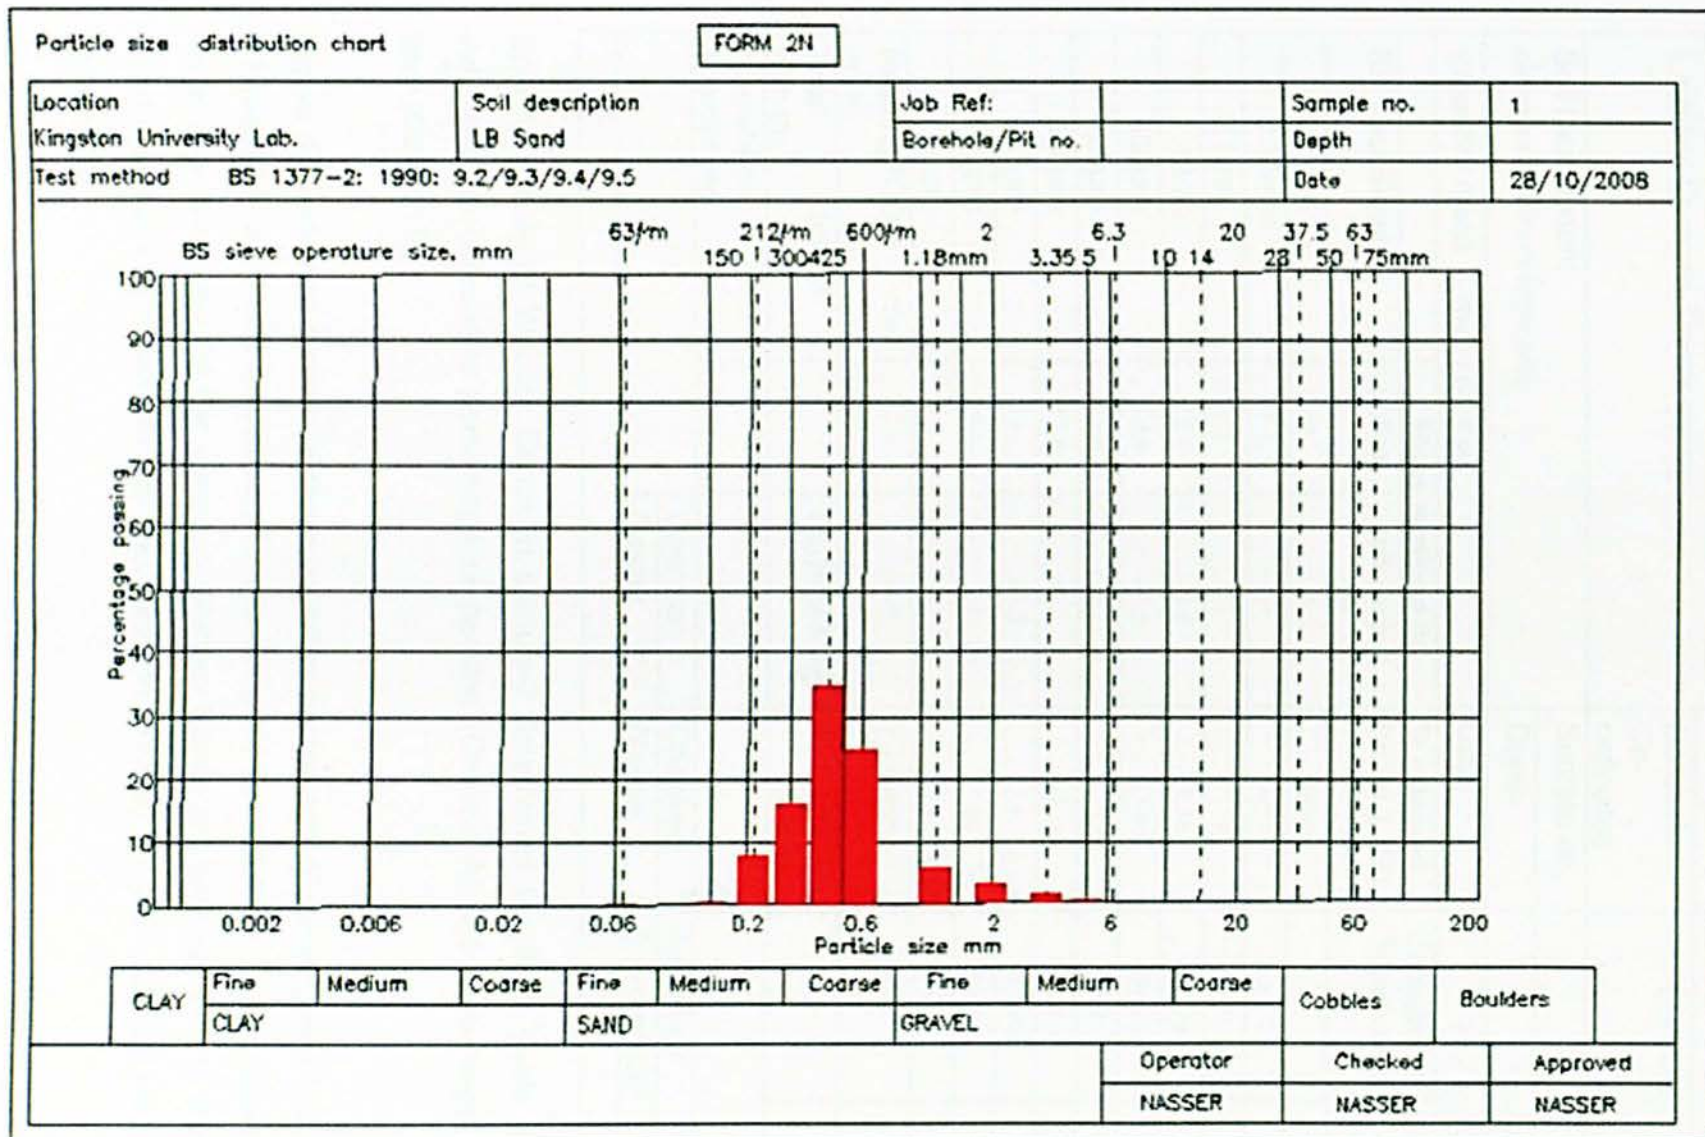 Particle size distribution chart
FORM 2N
Location
Kingston University Lab.
Soil description
LB Sand
Job Ref:
Borehole/Pit no.
Sample no.
1
Depth
Test method BS 1377-2: 1990: 9.2/9.3/9.4/9.5
Date
28/10/2008
63μm 212μm 600μm 2 6.3 20 37.5 63
BS sieve operature size. mm 150 300 425 1.18mm 3.35 5 10 14 28 50 75mm
100
90
80
70
60
50
40
30
20
10
0
Percentage passing
0.002 0.006 0.02 0.06 0.2 0.6 2 6 20 60 200
Particle size mm
CLAY
Fine Medium Coarse Fine Medium Coarse Fine Medium Coarse
CLAY SAND GRAVEL
Cobbles
Boulders
Operator Checked Approved
NASSER NASSER NASSER